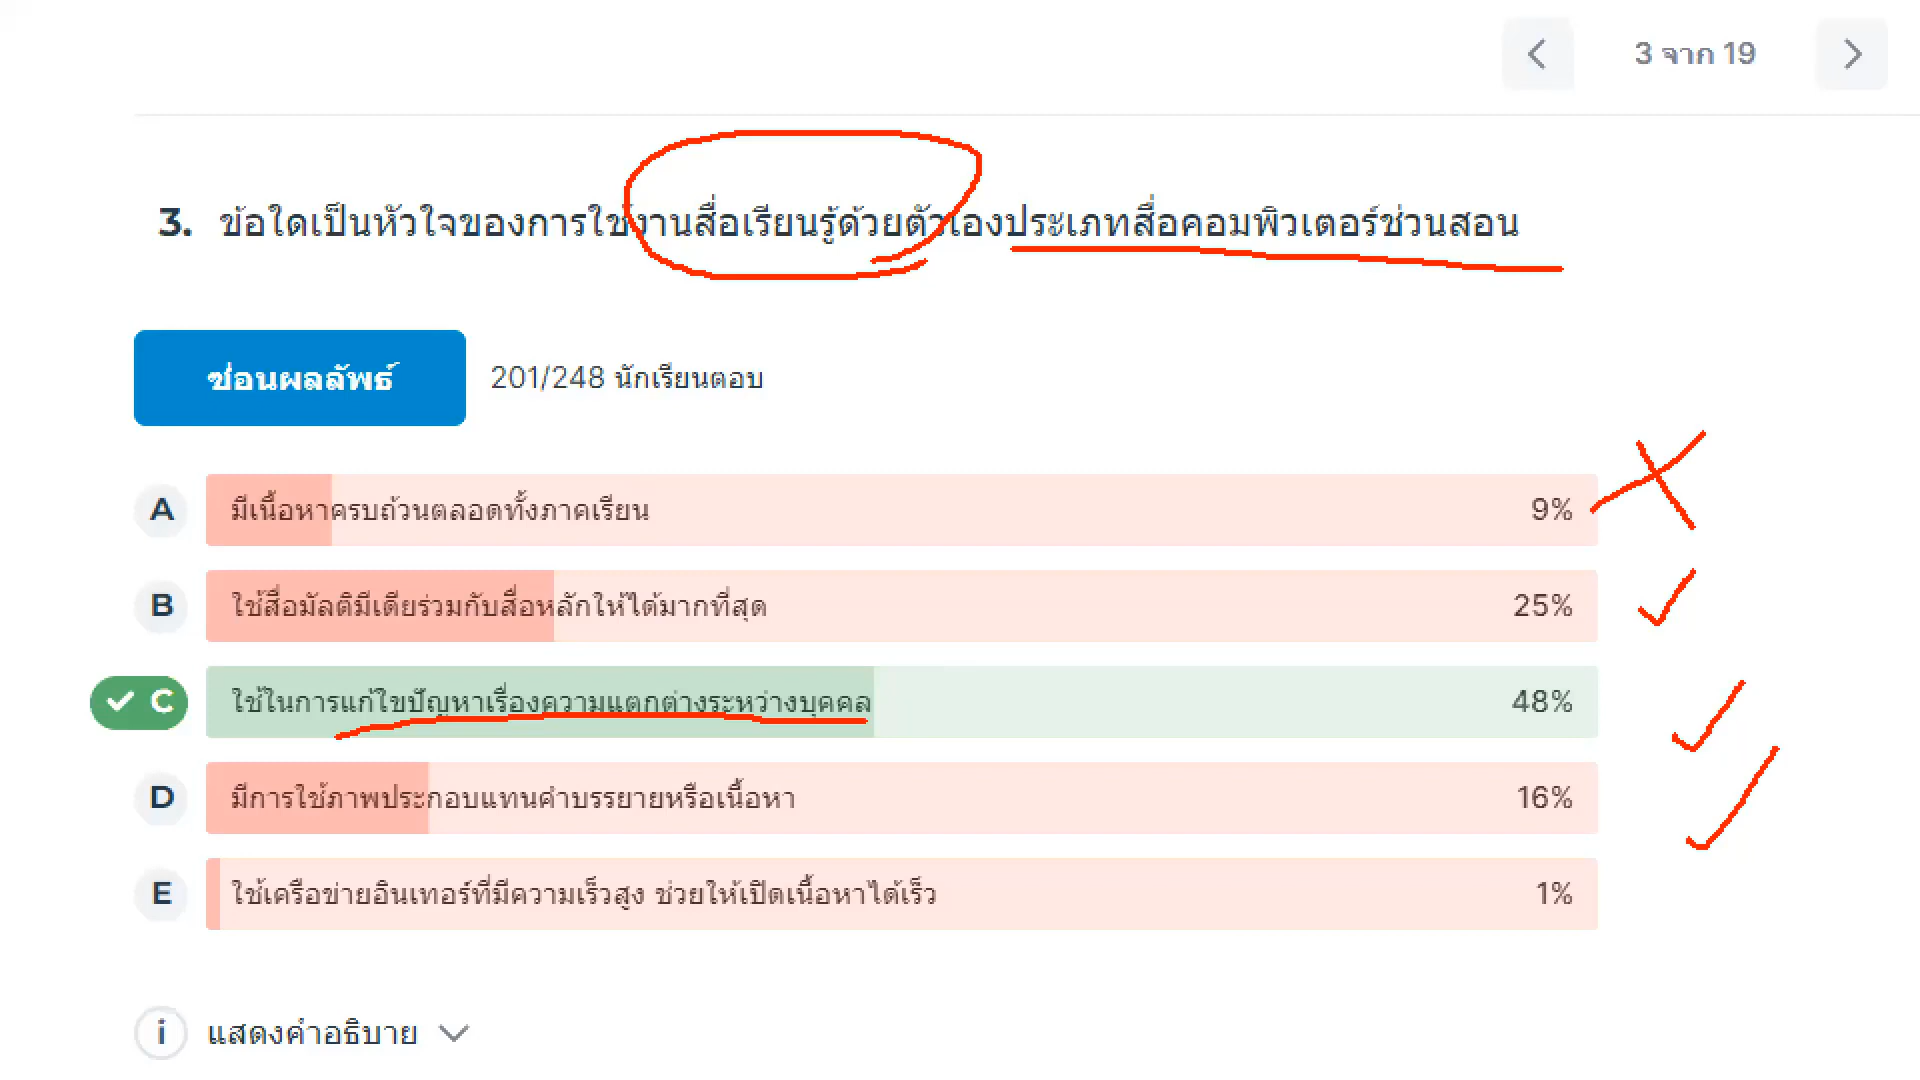 3 จาก 19
3. ข้อใดเป็นหัวใจของการใช้งานสื่อเรียนรู้ด้วยตัวเองประเภทสื่อคอมพิวเตอร์ช่วนสอน
ซ่อนผลลัพธ์ 201/248 นักเรียนตอบ
A มีเนื้อหาครบถ้วนตลอดทั้งภาคเรียน 9%
B ใช้สื่อมัลติมีเดียร่วมกับสื่อหลักให้ได้มากที่สุด 25%
C ใช้ในการแก้ไขปัญหาเรื่องความแตกต่างระหว่างบุคคล 48%
D มีการใช้ภาพประกอบแทนคำบรรยายหรือเนื้อหา 16%
E ใช้เครือข่ายอินเทอร์ที่มีความเร็วสูง ช่วยให้เปิดเนื้อหาได้เร็ว 1%
i แสดงคำอธิบาย